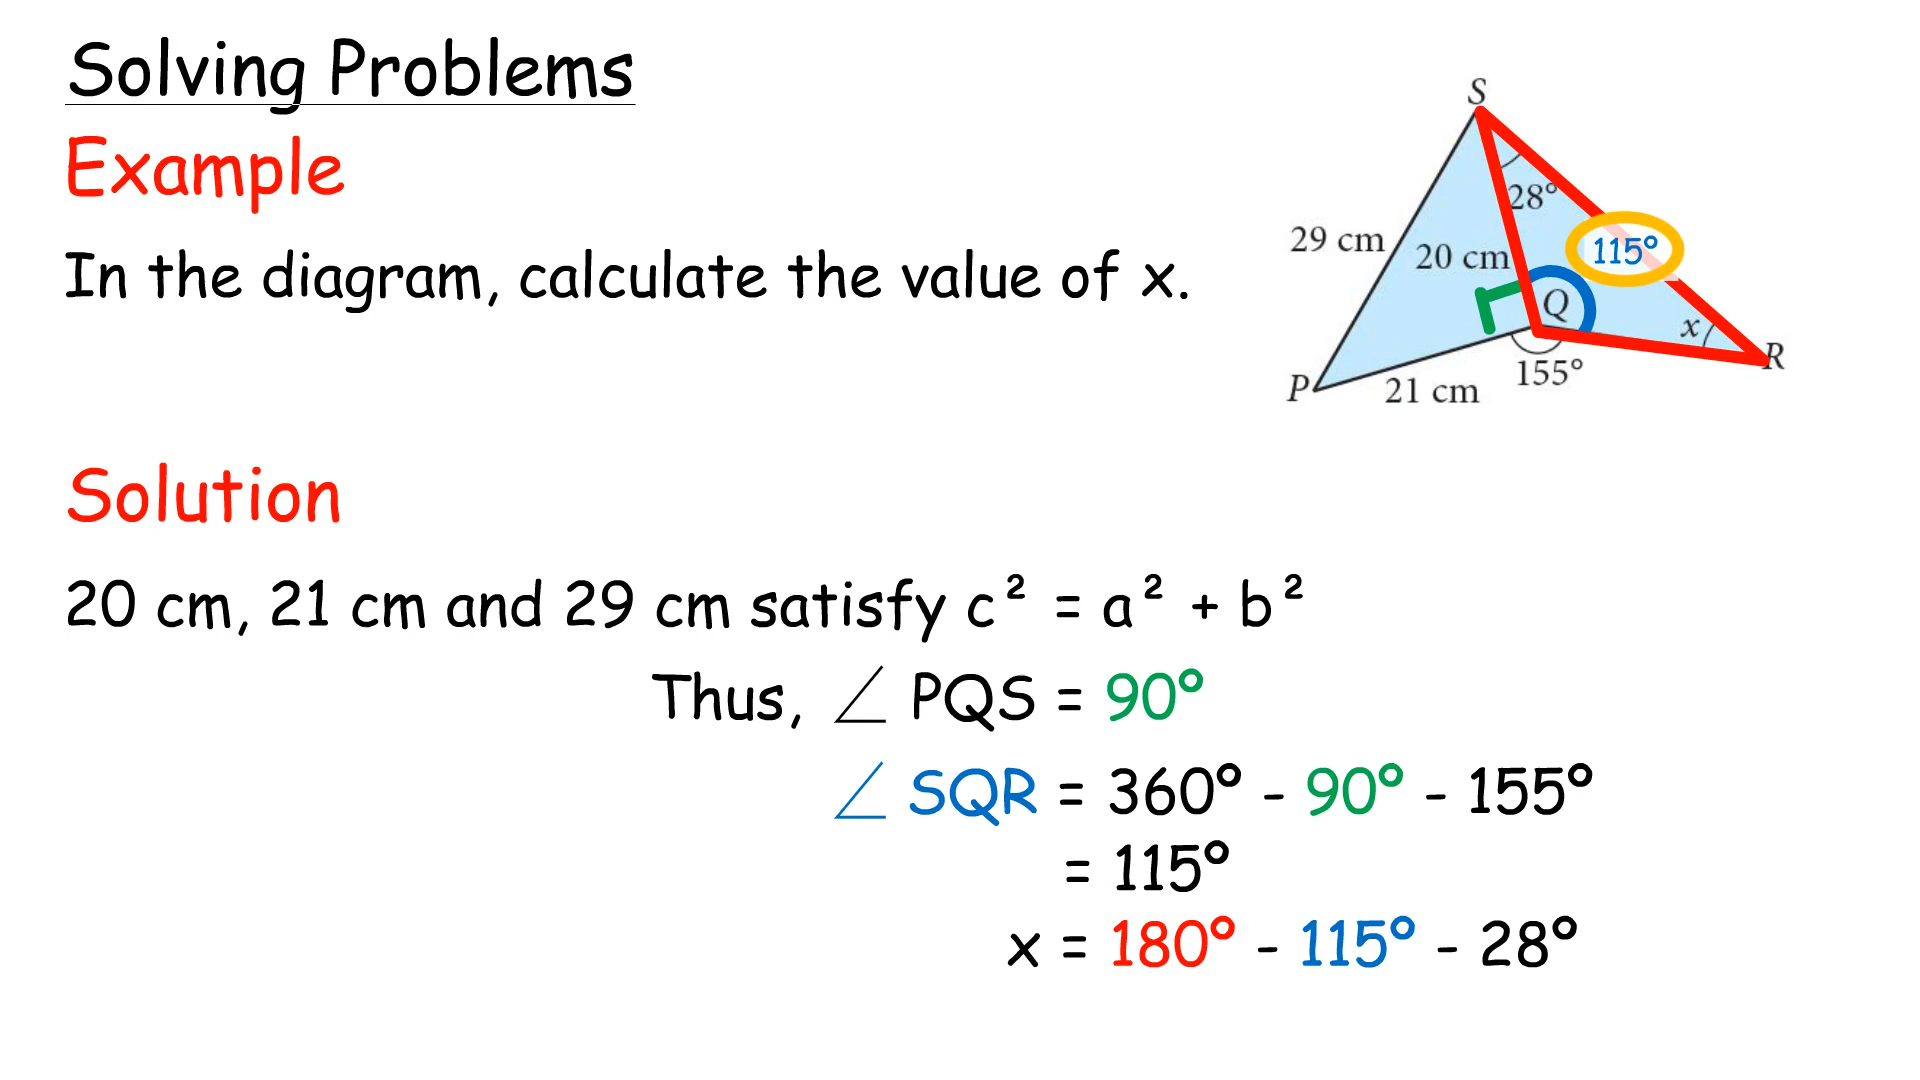 Solving Problems
Example
In the diagram, calculate the value of x.
S
28°
29 cm
20 cm
115°
Q
x
R
P
21 cm
155°
Solution
20 cm, 21 cm and 29 cm satisfy c² = a² + b²
Thus, ∠ PQS = 90°
∠ SQR = 360° - 90° - 155°
= 115°
x = 180° - 115° - 28°